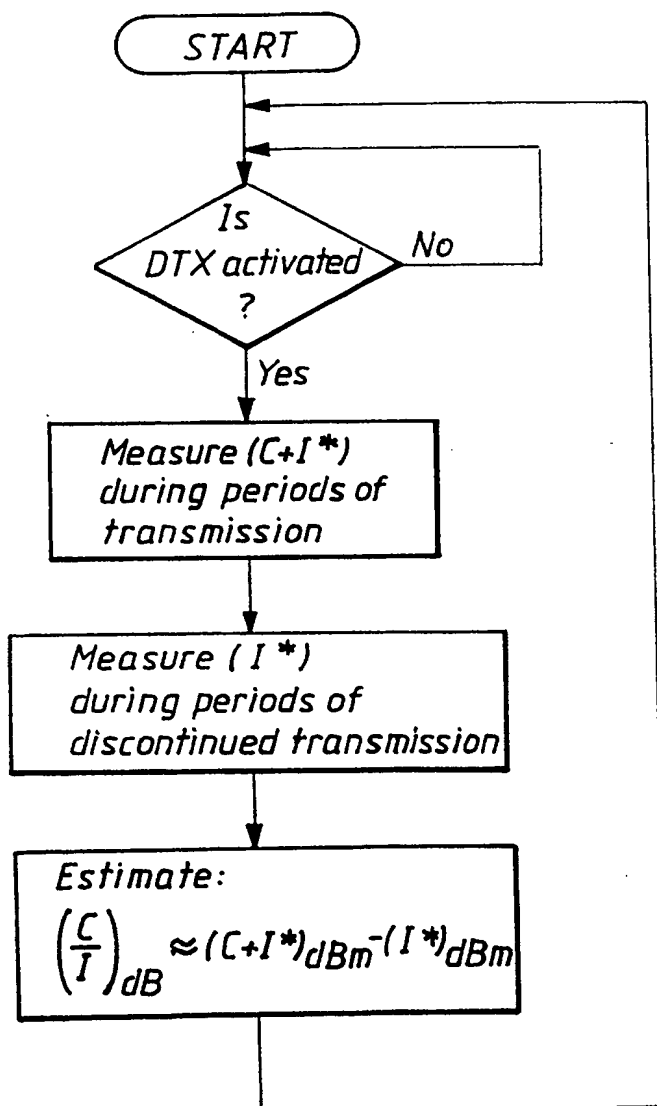 START
Is
DTX activated
?
No
Yes
Measure (C+I*)
during periods of
transmission
Measure (I*)
during periods of
discontinued transmission
Estimate:
(C/I)dB ≈ (C+I*)dBm-(I*)dBm